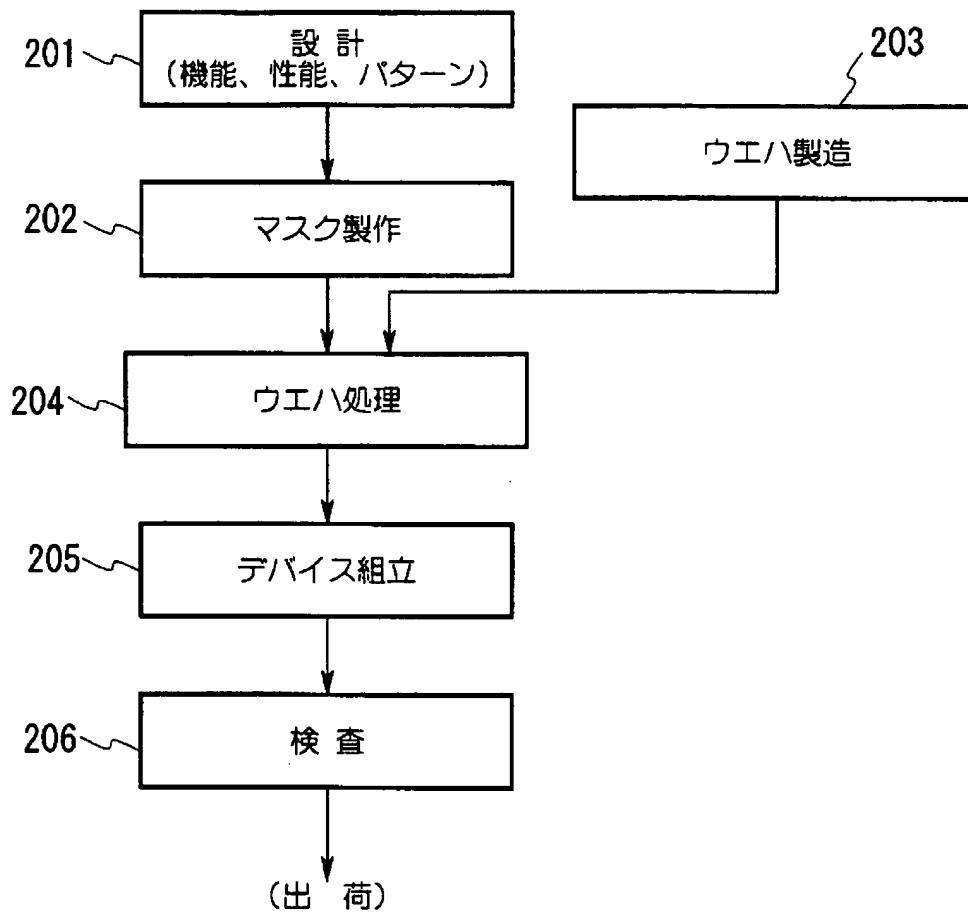 201
設 計
(機能、性能、パターン)
203
ウエハ製造
202
マスク製作
204
ウエハ処理
205
デバイス組立
206
検 査
(出 荷)